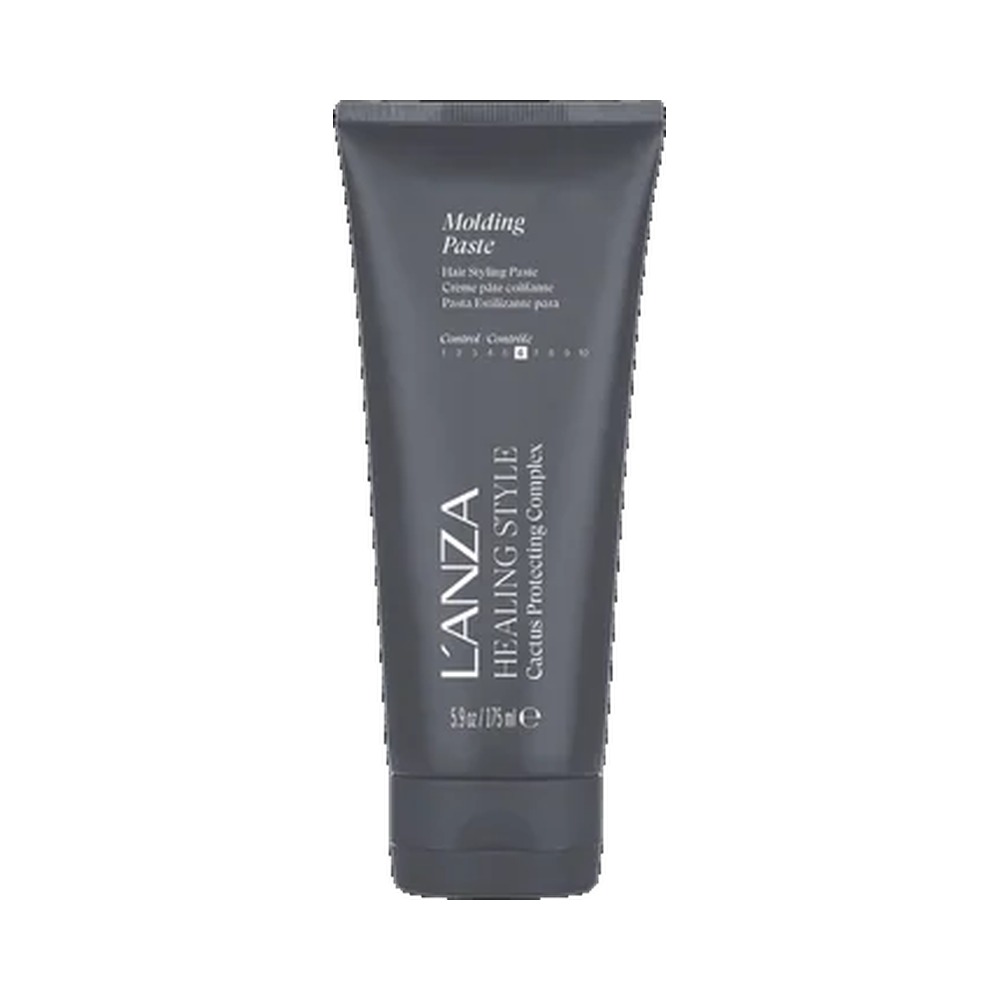 Molding
Paste
Hair Styling Paste
Crème pâte coiffante
Pasta Estilizante para
Control / Contrôle
1 2 3 4 5 6 7 8 9 10
L'ANZA
HEALING STYLE
Cactus Protecting Complex
5.9 oz / 175 ml ℮